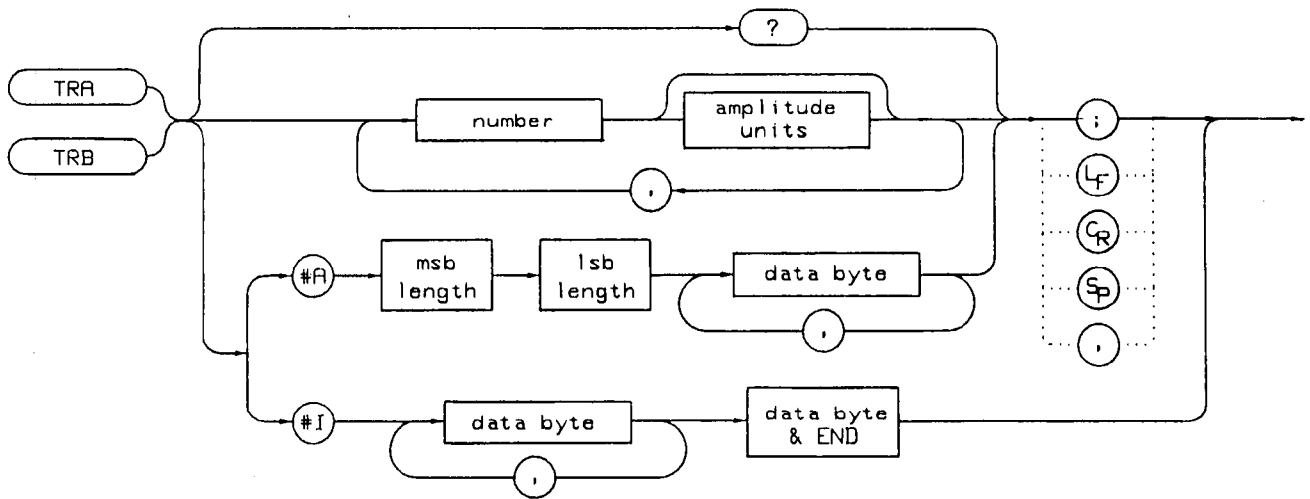 ?
TRA
TRB
number
amplitude
units
,
;
LF
CR
SP
,
#A
msb
length
lsb
length
data byte
,
#I
data byte
,
data byte
& END